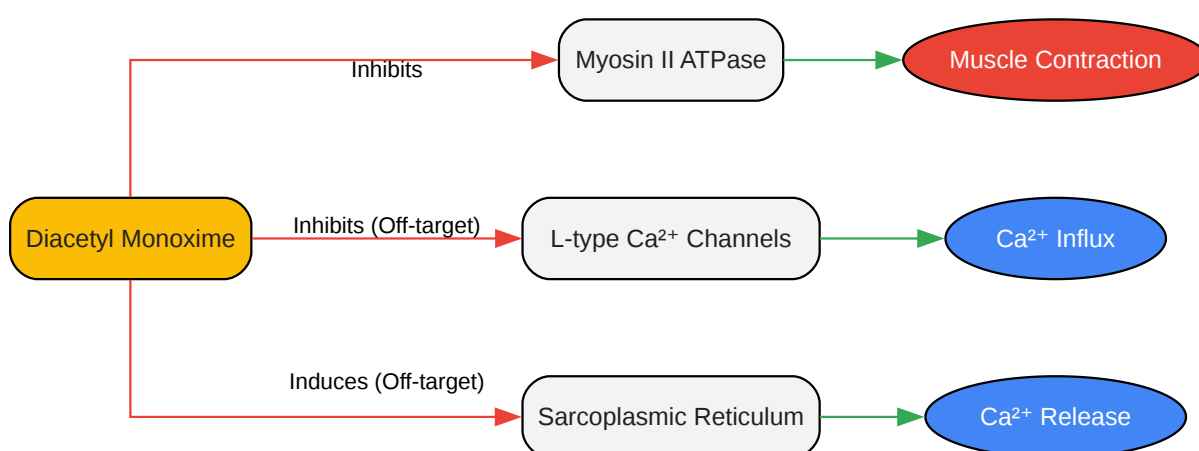 Inhibits
Myosin II ATPase
Muscle Contraction
Diacetyl Monoxime
Inhibits (Off-target)
L-type Ca²⁺ Channels
Ca²⁺ Influx
Induces (Off-target)
Sarcoplasmic Reticulum
Ca²⁺ Release